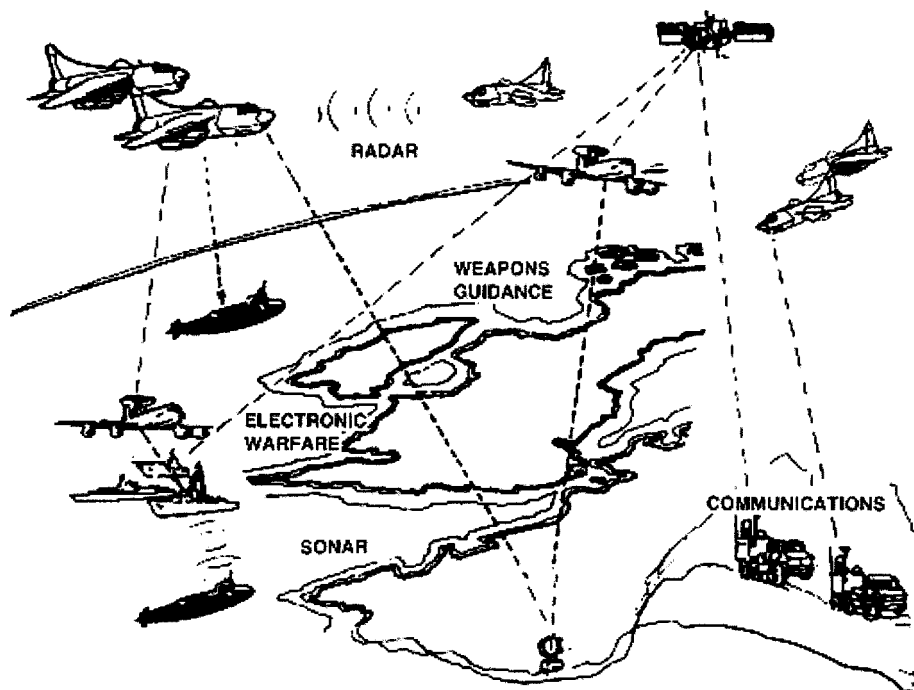 RADAR
WEAPONS
GUIDANCE
ELECTRONIC
WARFARE
COMMUNICATIONS
SONAR